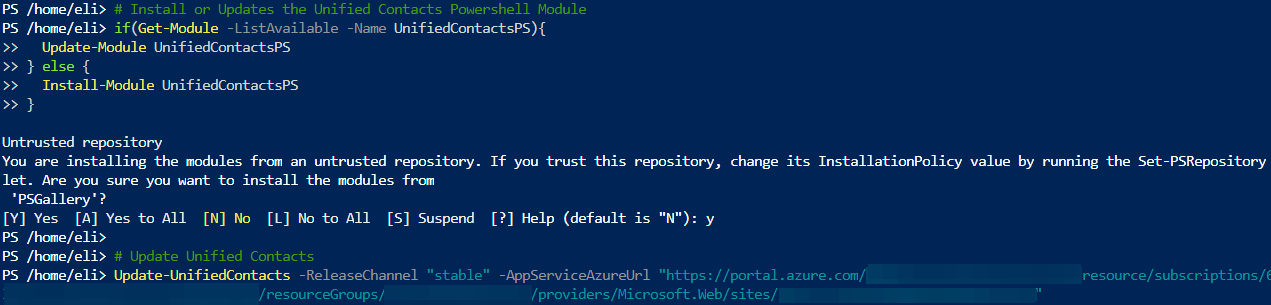 PS /home/eli> # Install or Updates the Unified Contacts Powershell Module
PS /home/eli> if(Get-Module -ListAvailable -Name UnifiedContactsPS){
>>   Update-Module UnifiedContactsPS
>> } else {
>>   Install-Module UnifiedContactsPS
>> }
Untrusted repository
You are installing the modules from an untrusted repository. If you trust this repository, change its InstallationPolicy value by running the Set-PSRepository
let. Are you sure you want to install the modules from
 'PSGallery'?
[Y] Yes  [A] Yes to All  [N] No  [L] No to All  [S] Suspend  [?] Help (default is "N"): y
PS /home/eli>
PS /home/eli> # Update Unified Contacts
PS /home/eli> Update-UnifiedContacts -ReleaseChannel "stable" -AppServiceAzureUrl "https://portal.azure.com/ resource/subscriptions/
/resourceGroups/ /providers/Microsoft.Web/sites/ "